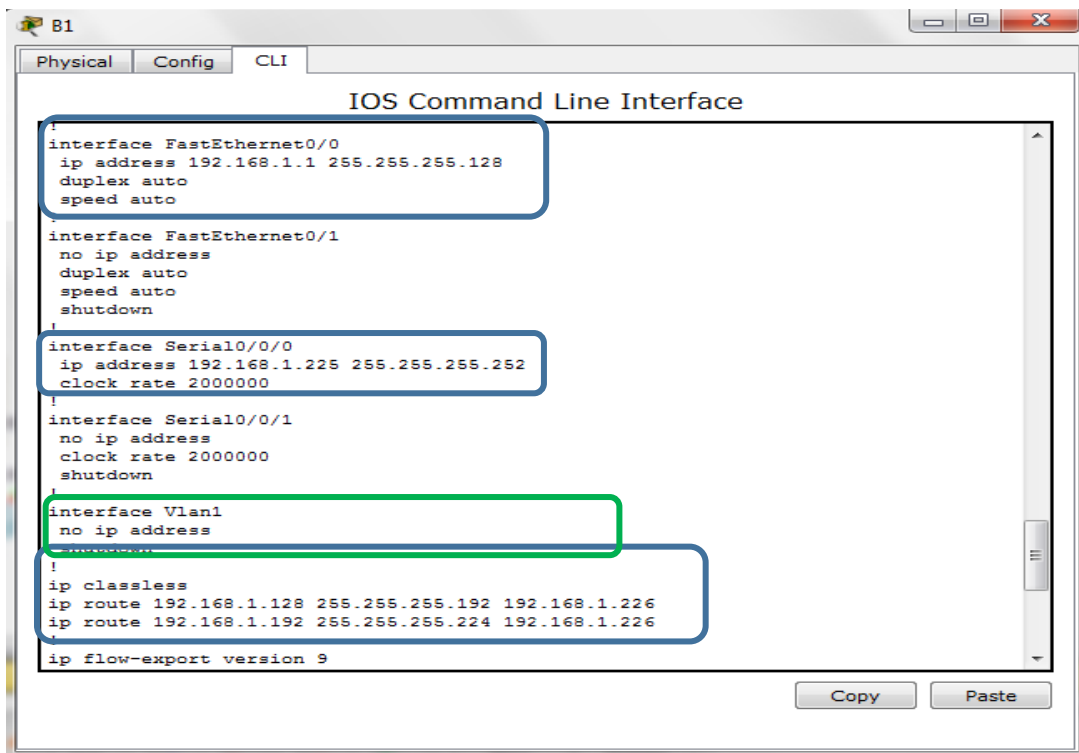 B1
Physical Config CLI
IOS Command Line Interface
!
interface FastEthernet0/0
ip address 192.168.1.1 255.255.255.128
duplex auto
speed auto
!
interface FastEthernet0/1
no ip address
duplex auto
speed auto
shutdown
!
interface Serial0/0/0
ip address 192.168.1.225 255.255.255.252
clock rate 2000000
!
interface Serial0/0/1
no ip address
clock rate 2000000
shutdown
!
interface Vlan1
no ip address
shutdown
!
ip classless
ip route 192.168.1.128 255.255.255.192 192.168.1.226
ip route 192.168.1.192 255.255.255.224 192.168.1.226
!
ip flow-export version 9
Copy Paste